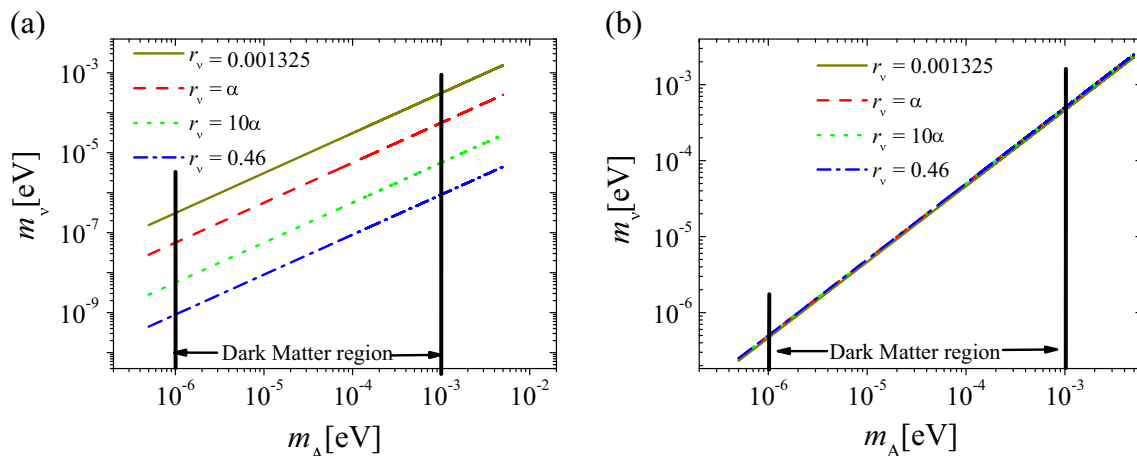 (a)
r_ν = 0.001325
r_ν = α
r_ν = 10α
r_ν = 0.46
10^-3
10^-5
10^-7
10^-9
m_ν[eV]
Dark Matter region
10^-6
10^-5
10^-4
10^-3
10^-2
m_A[eV]
(b)
r_ν = 0.001325
r_ν = α
r_ν = 10α
r_ν = 0.46
10^-3
10^-4
10^-5
10^-6
m_ν[eV]
Dark Matter region
10^-6
10^-5
10^-4
10^-3
m_A[eV]